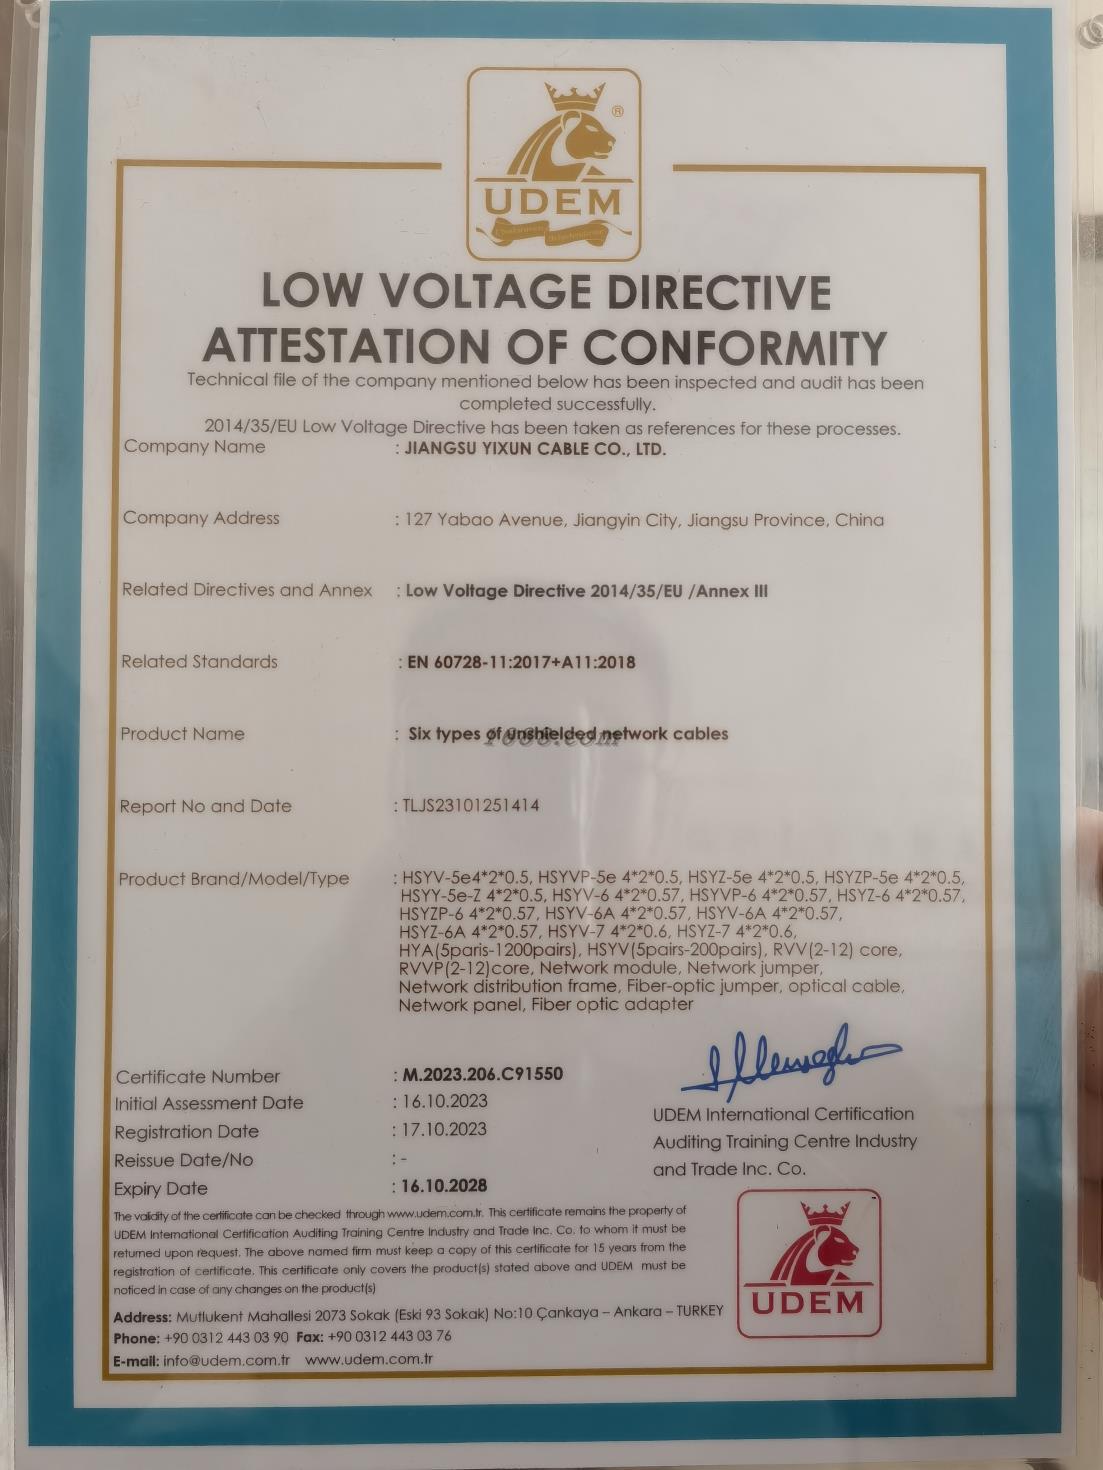 ®
UDEM
LOW VOLTAGE DIRECTIVE
ATTESTATION OF CONFORMITY
Technical file of the company mentioned below has been inspected and audit has been
completed successfully.
2014/35/EU Low Voltage Directive has been taken as references for these processes.
Company Name : JIANGSU YIXUN CABLE CO., LTD.
Company Address : 127 Yabao Avenue, Jiangyin City, Jiangsu Province, China
Related Directives and Annex : Low Voltage Directive 2014/35/EU /Annex III
Related Standards : EN 60728-11:2017+A11:2018
Product Name : Six types of unshielded network cables
1688.com
Report No and Date : TLJS23101251414
Product Brand/Model/Type : HSYV-5e4*2*0.5, HSYVP-5e 4*2*0.5, HSYZ-5e 4*2*0.5, HSYZP-5e 4*2*0.5,
HSYY-5e-Z 4*2*0.5, HSYV-6 4*2*0.57, HSYVP-6 4*2*0.57, HSYZ-6 4*2*0.57,
HSYZP-6 4*2*0.57, HSYV-6A 4*2*0.57, HSYV-6A 4*2*0.57,
HSYZ-6A 4*2*0.57, HSYV-7 4*2*0.6, HSYZ-7 4*2*0.6,
HYA(5paris-1200pairs), HSYV(5pairs-200pairs), RVV(2-12) core,
RVVP(2-12)core, Network module, Network jumper,
Network distribution frame, Fiber-optic jumper, optical cable,
Network panel, Fiber optic adapter
Certificate Number : M.2023.206.C91550
Initial Assessment Date : 16.10.2023
Registration Date : 17.10.2023
Reissue Date/No : -
Expiry Date : 16.10.2028
UDEM International Certification
Auditing Training Centre Industry
and Trade Inc. Co.
The validity of the certificate can be checked through www.udem.com.tr. This certificate remains the property of
UDEM International Certification Auditing Training Centre Industry and Trade Inc. Co. to whom it must be
returned upon request. The above named firm must keep a copy of this certificate for 15 years from the
registration of certificate. This certificate only covers the product(s) stated above and UDEM must be
noticed in case of any changes on the product(s)
Address: Mutlukent Mahallesi 2073 Sokak (Eski 93 Sokak) No:10 Çankaya – Ankara – TURKEY
Phone: +90 0312 443 03 90 Fax: +90 0312 443 03 76
E-mail: info@udem.com.tr www.udem.com.tr
UDEM